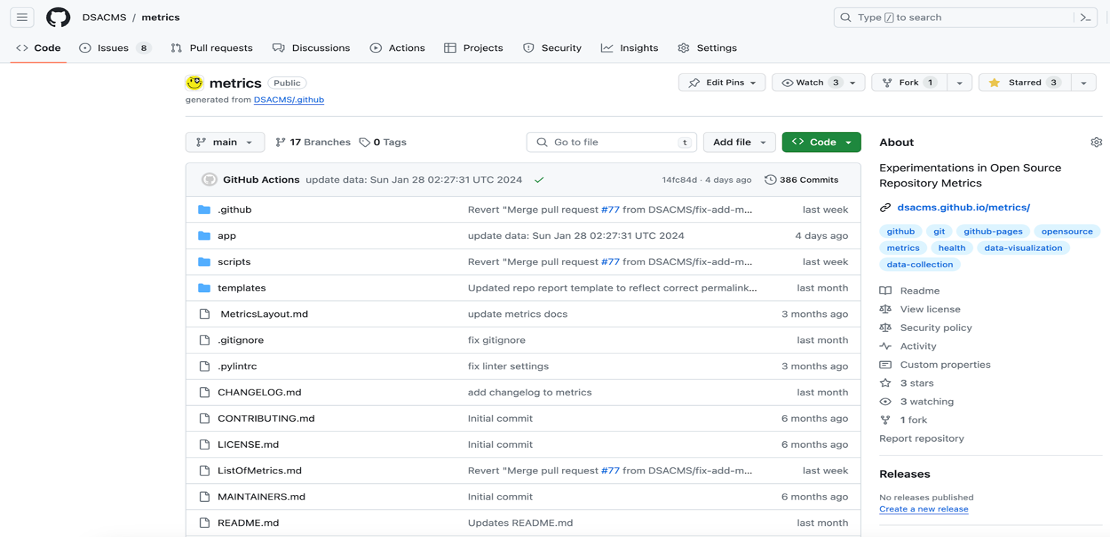 DSACMS / metrics
Type / to search
Code Issues 8 Pull requests Discussions Actions Projects Security Insights Settings
metrics Public
Edit Pins Watch 3 Fork 1 Starred 3
generated from DSACMS/.github
main 17 Branches 0 Tags Go to file t Add file Code
GitHub Actions update data: Sun Jan 28 02:27:31 UTC 2024 14fc84d · 4 days ago 386 Commits
.github Revert "Merge pull request #77 from DSACMS/fix-add-m... last week
app update data: Sun Jan 28 02:27:31 UTC 2024 4 days ago
scripts Revert "Merge pull request #77 from DSACMS/fix-add-m... last week
templates Updated repo report template to reflect correct permalink... last month
MetricsLayout.md update metrics docs 3 months ago
.gitignore fix gitignore last month
.pylintrc fix linter settings 3 months ago
CHANGELOG.md add changelog to metrics last month
CONTRIBUTING.md Initial commit 6 months ago
LICENSE.md Initial commit 6 months ago
ListOfMetrics.md Revert "Merge pull request #77 from DSACMS/fix-add-m... last week
MAINTAINERS.md Initial commit 6 months ago
README.md Updates README.md last month
About
Experimentations in Open Source
Repository Metrics
dsacms.github.io/metrics/
github git github-pages opensource
metrics health data-visualization
data-collection
Readme
View license
Security policy
Activity
Custom properties
3 stars
3 watching
1 fork
Report repository
Releases
No releases published
Create a new release